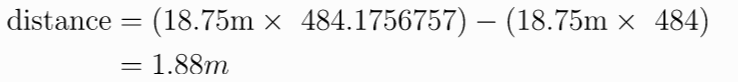 distance = (18.75m × 484.1756757) − (18.75m × 484)
= 1.88m